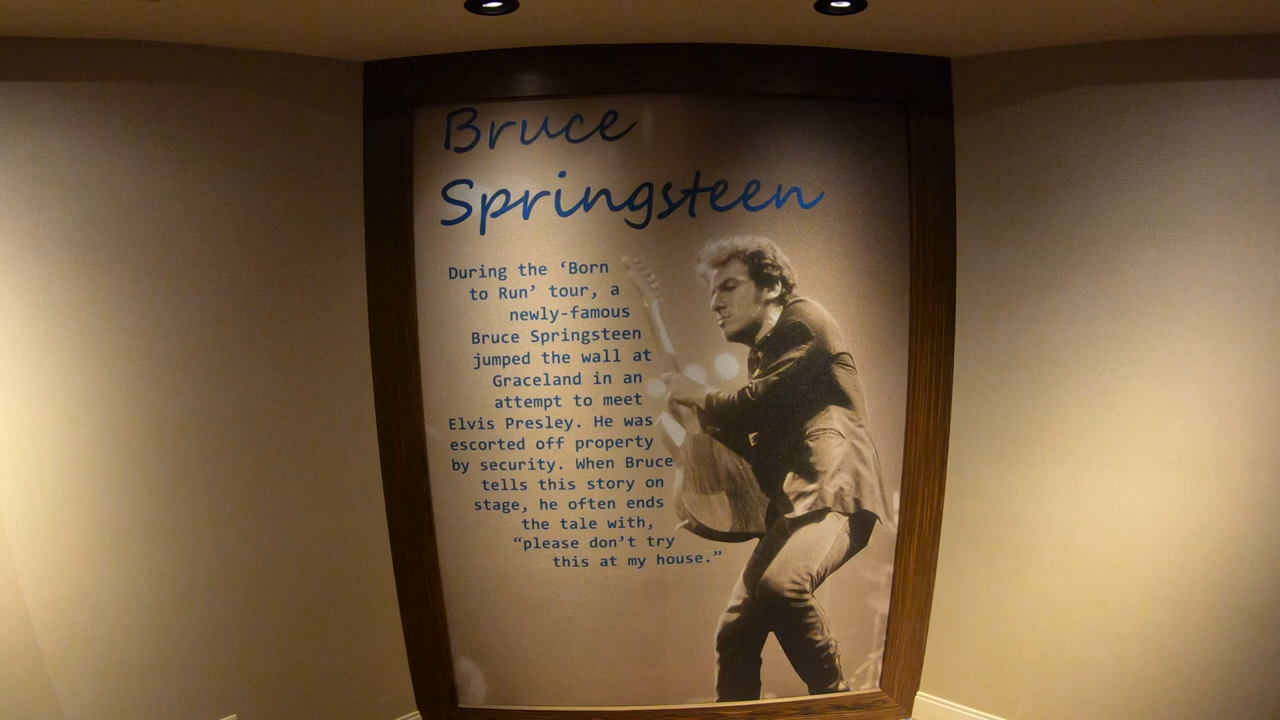 Bruce
Springsteen
During the ‘Born
to Run’ tour, a
newly-famous
Bruce Springsteen
jumped the wall at
Graceland in an
attempt to meet
Elvis Presley. He was
escorted off property
by security. When Bruce
tells this story on
stage, he often ends
the tale with,
“please don’t try
this at my house.”